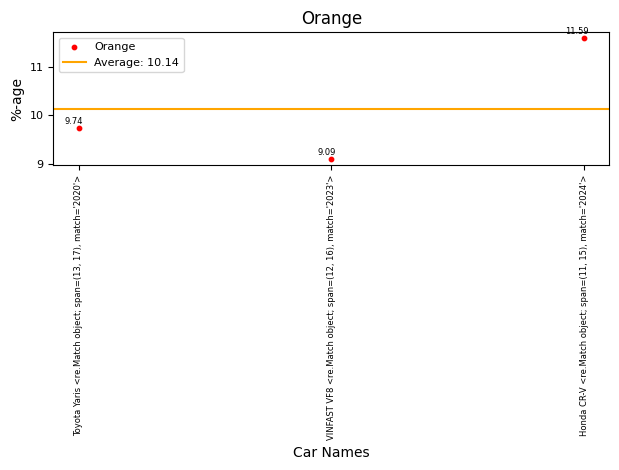 Orange
11.59
Orange
Average: 10.14
11
10
9
%-age
9.74
9.09
Toyota Yaris <re.Match object; span=(13, 17), match='2020'>
VINFAST VF8 <re.Match object; span=(12, 16), match='2023'>
Honda CR-V <re.Match object; span=(11, 15), match='2024'>
Car Names